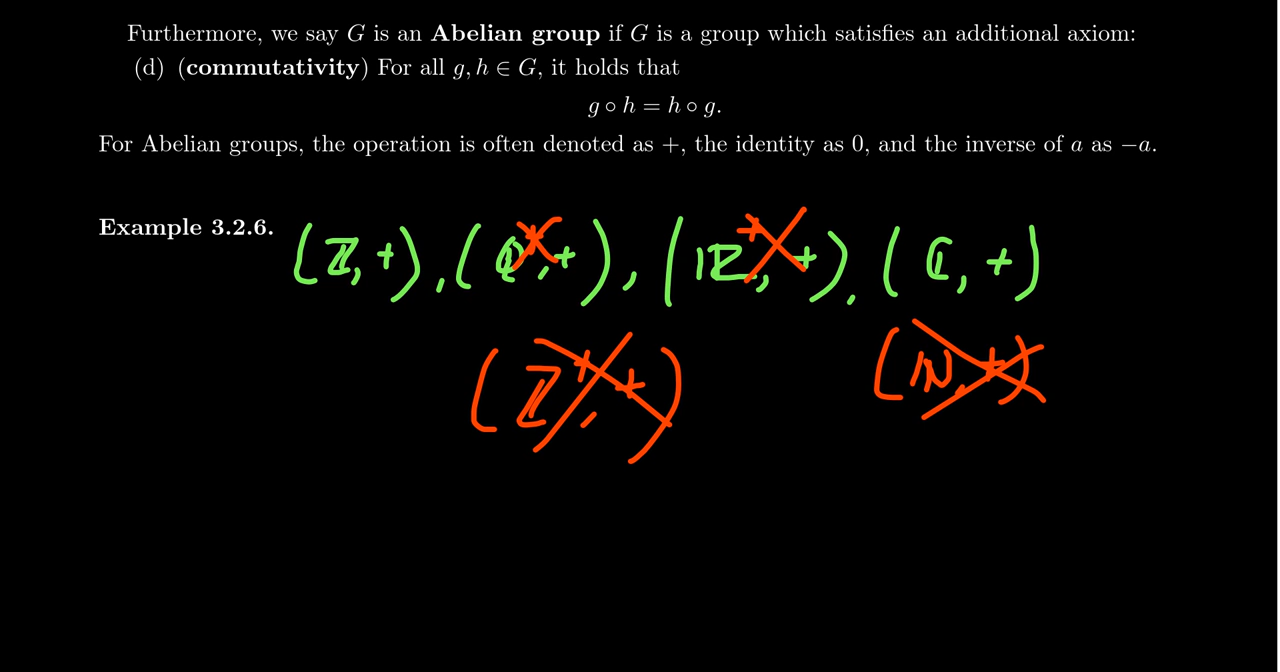 Furthermore, we say G is an Abelian group if G is a group which satisfies an additional axiom:
(d) (commutativity) For all g, h ∈ G, it holds that
g ∘ h = h ∘ g.
For Abelian groups, the operation is often denoted as +, the identity as 0, and the inverse of a as −a.
Example 3.2.6. (ℤ, +), (ℚ⁺, +), (ℝ⁺, +), (ℂ, +)
(ℤ⁺, +) (ℕ, +)